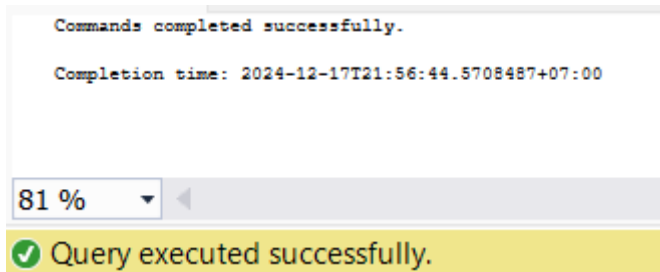 Commands completed successfully.
Completion time: 2024-12-17T21:56:44.5708487+07:00
81 %
Query executed successfully.